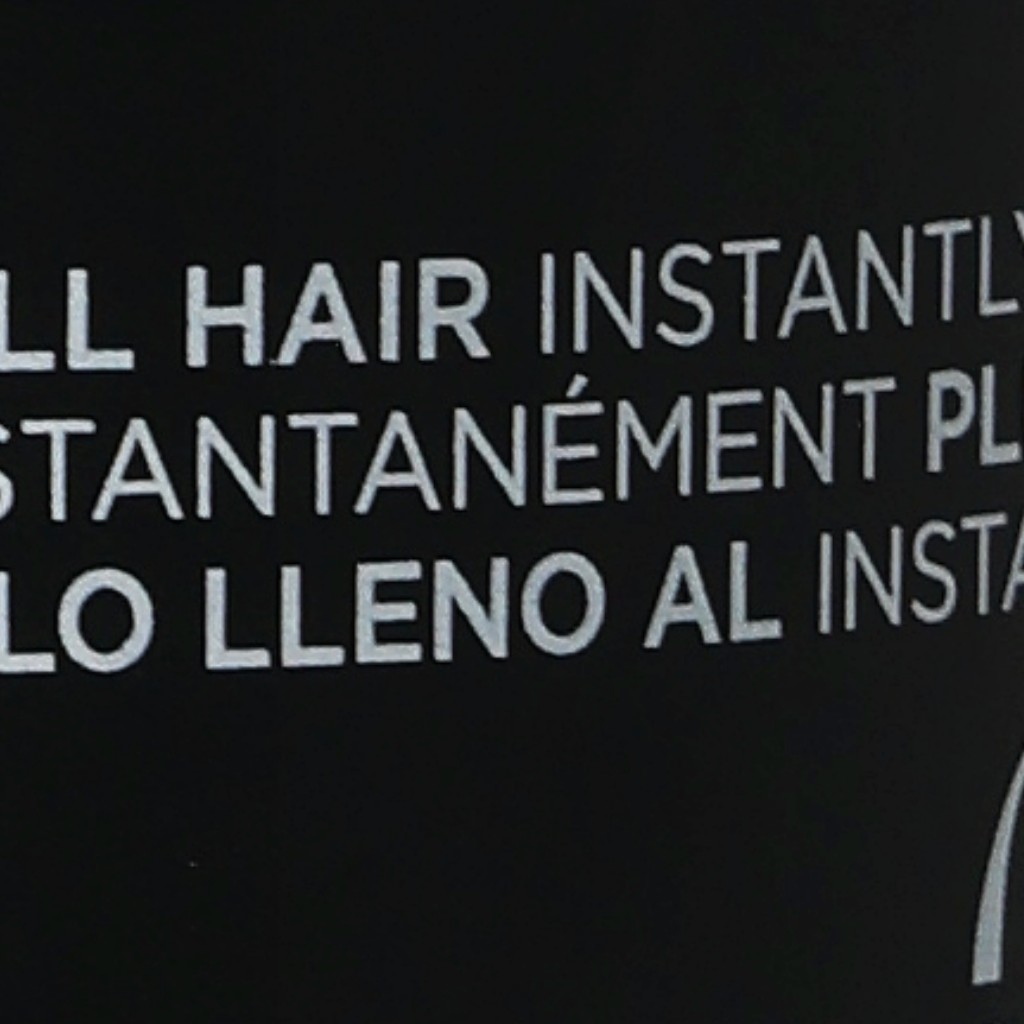 LL HAIR INSTANTLY
STANTANÉMENT PL
LO LLENO AL INSTA